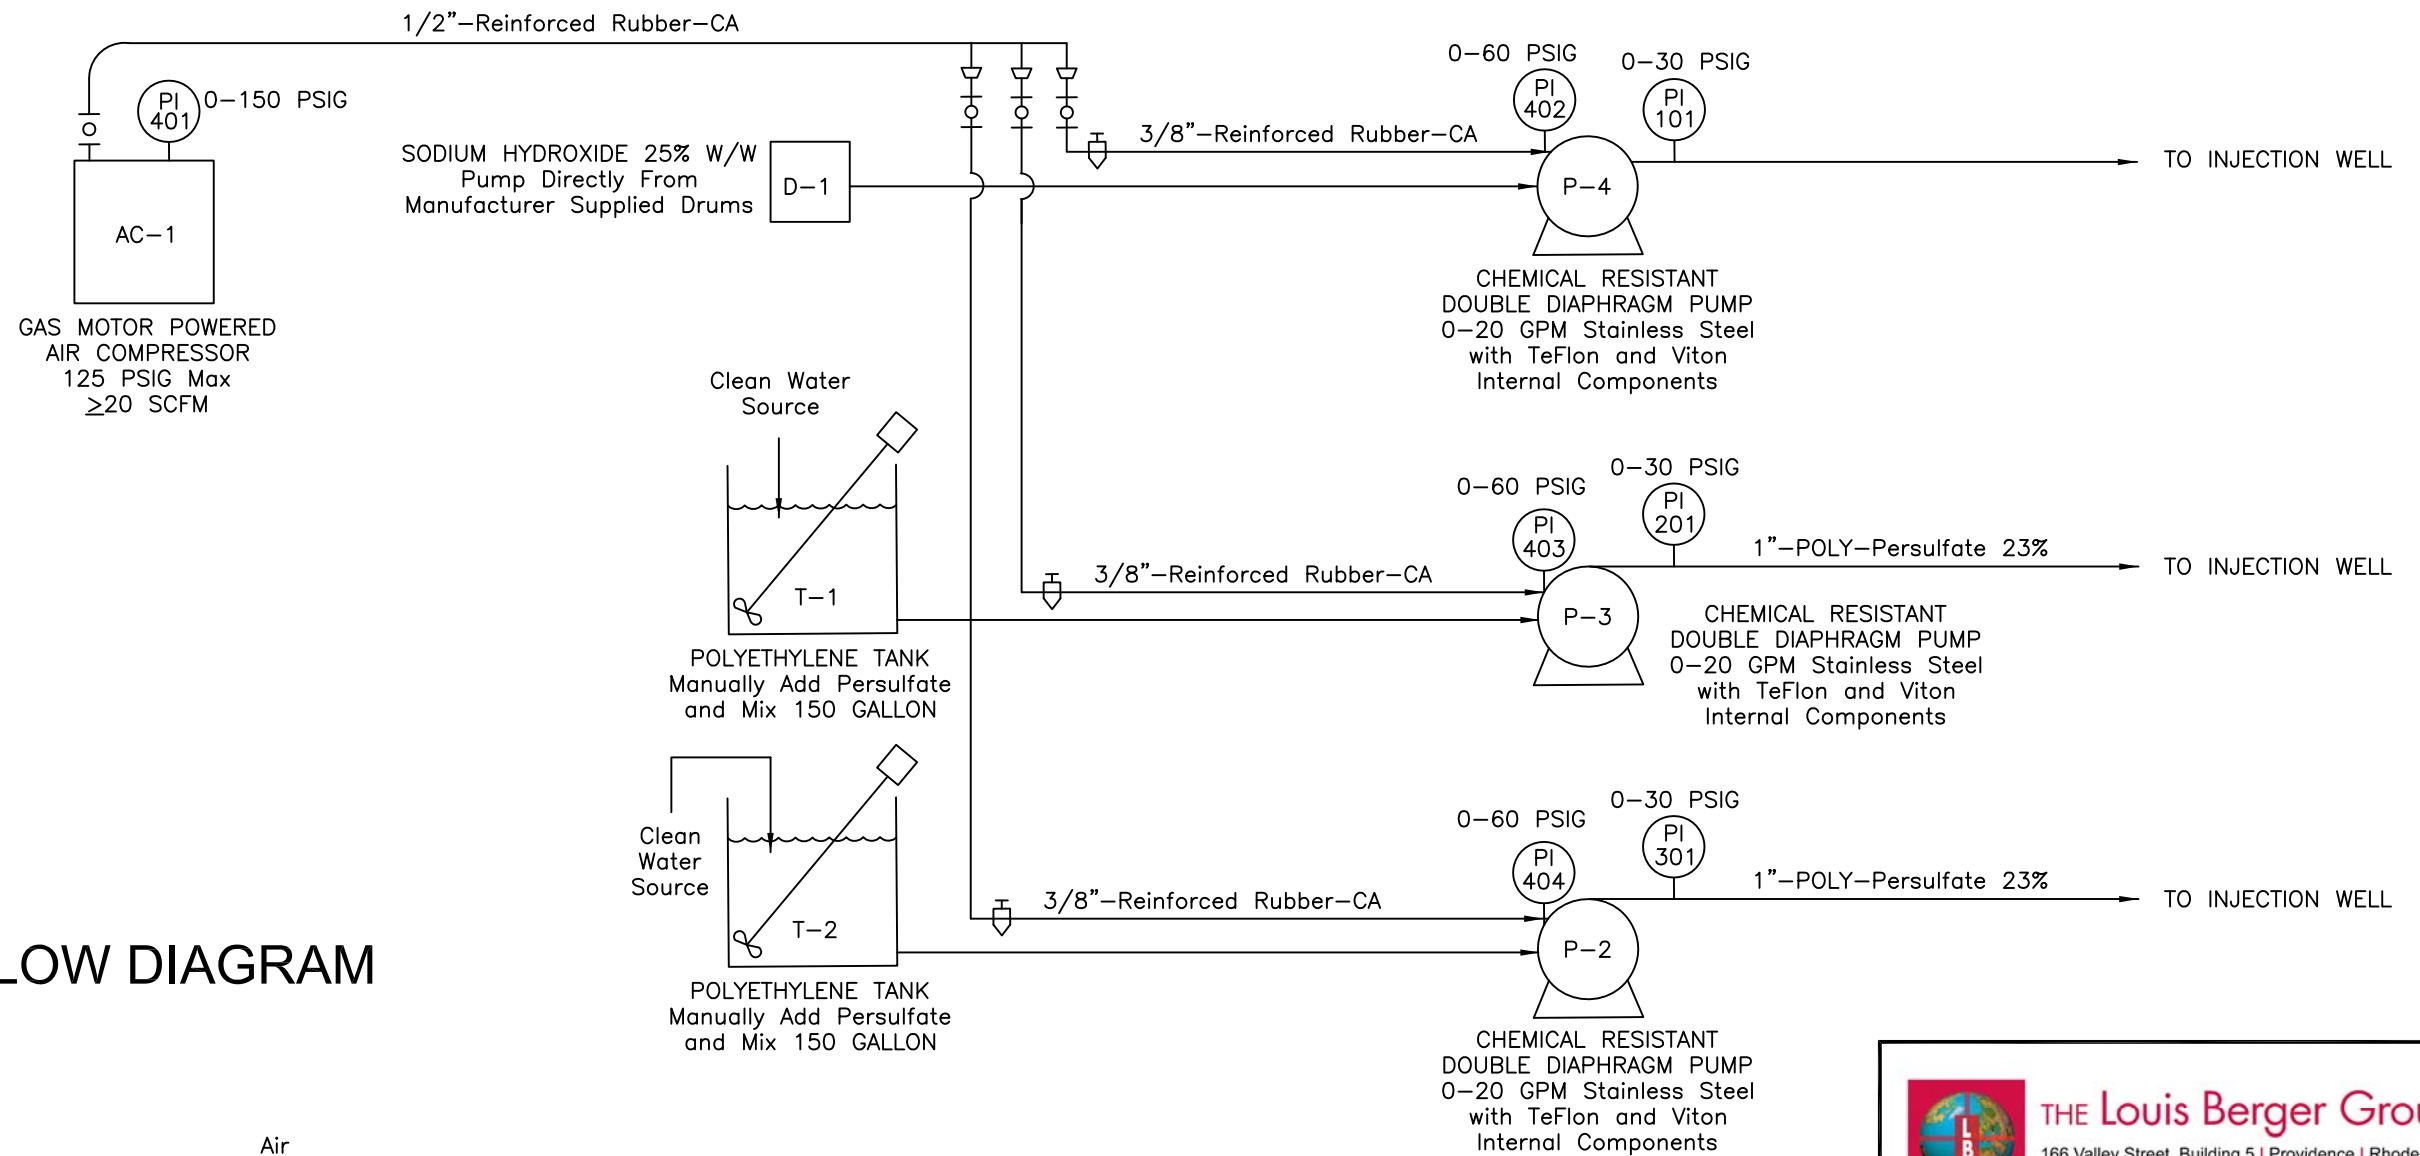 1/2"-Reinforced Rubber-CA
PI
401
0-150 PSIG
AC-1
GAS MOTOR POWERED
AIR COMPRESSOR
125 PSIG Max
≥20 SCFM
SODIUM HYDROXIDE 25% W/W
Pump Directly From
Manufacturer Supplied Drums
D-1
3/8"-Reinforced Rubber-CA
0-60 PSIG
PI
402
0-30 PSIG
PI
101
P-4
TO INJECTION WELL
CHEMICAL RESISTANT
DOUBLE DIAPHRAGM PUMP
0-20 GPM Stainless Steel
with TeFlon and Viton
Internal Components
Clean Water
Source
T-1
POLYETHYLENE TANK
Manually Add Persulfate
and Mix 150 GALLON
3/8"-Reinforced Rubber-CA
0-60 PSIG
PI
403
0-30 PSIG
PI
201
P-3
1"-POLY-Persulfate 23%
TO INJECTION WELL
CHEMICAL RESISTANT
DOUBLE DIAPHRAGM PUMP
0-20 GPM Stainless Steel
with TeFlon and Viton
Internal Components
Clean
Water
Source
T-2
POLYETHYLENE TANK
Manually Add Persulfate
and Mix 150 GALLON
3/8"-Reinforced Rubber-CA
0-60 PSIG
PI
404
0-30 PSIG
PI
301
P-2
1"-POLY-Persulfate 23%
TO INJECTION WELL
CHEMICAL RESISTANT
DOUBLE DIAPHRAGM PUMP
0-20 GPM Stainless Steel
with TeFlon and Viton
Internal Components
LOW DIAGRAM
Air
L
B
THE Louis Berger Grou
166 Valley Street, Building 5 | Providence | Rhode